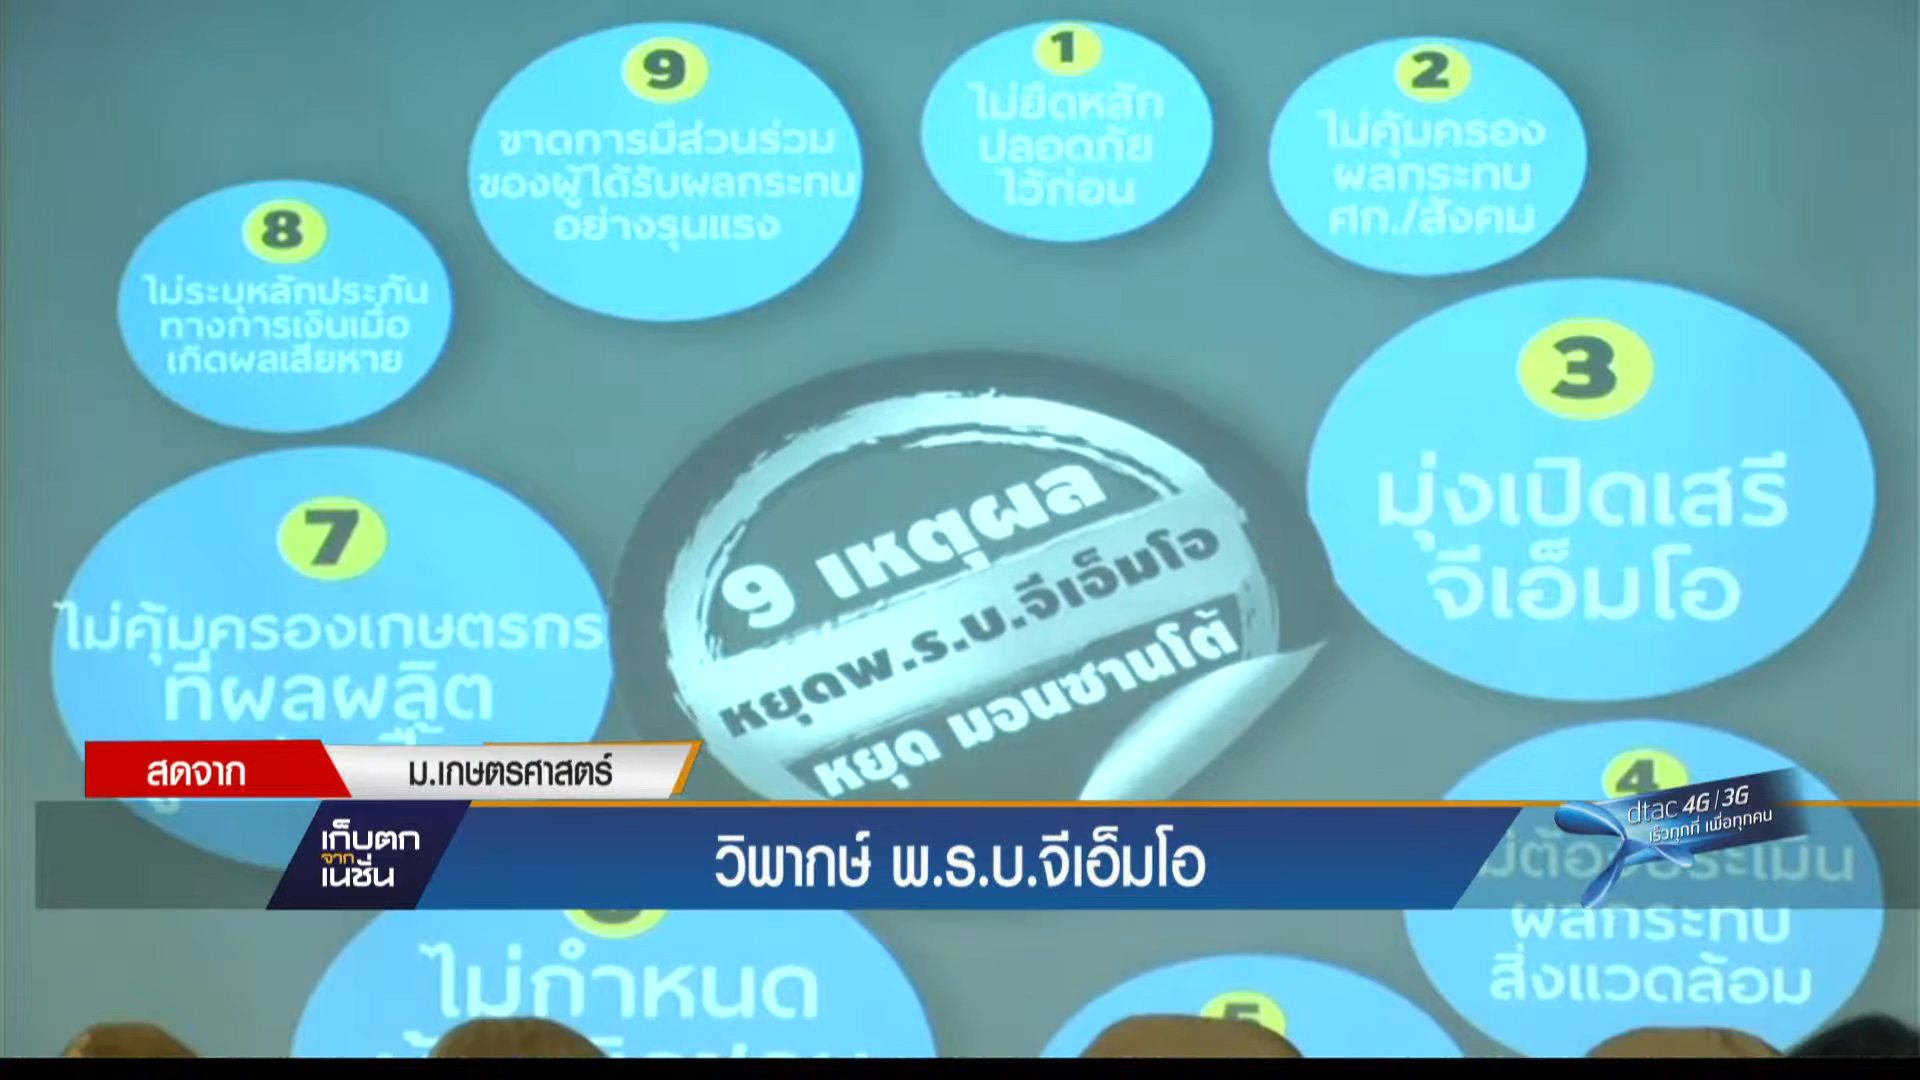 9
ขาดการมีส่วนร่วม
ของผู้ได้รับผลกระทบ
อย่างรุนแรง
1
ไม่ยึดหลัก
ปลอดภัย
ไว้ก่อน
2
ไม่คุ้มครอง
ผลกระทบ
ศก./สังคม
8
ไม่ระบุหลักประกัน
ทางการเงินเมื่อ
เกิดผลเสียหาย
3
มุ่งเปิดเสรี
จีเอ็มโอ
9 เหตุผล
หยุดพ.ร.บ.จีเอ็มโอ
หยุด มอนซานโต้
7
ไม่คุ้มครองเกษตรกร
ที่ผลผลิต
4
ผลกระทบ
สิ่งแวดล้อม
ไม่กำหนด
5
สดจาก
ม.เกษตรศาสตร์
เก็บตก
จาก
เนชั่น
วิพากษ์ พ.ร.บ.จีเอ็มโอ
dtac 4G/3G
เร็วทุกที่ เพื่อทุกคน